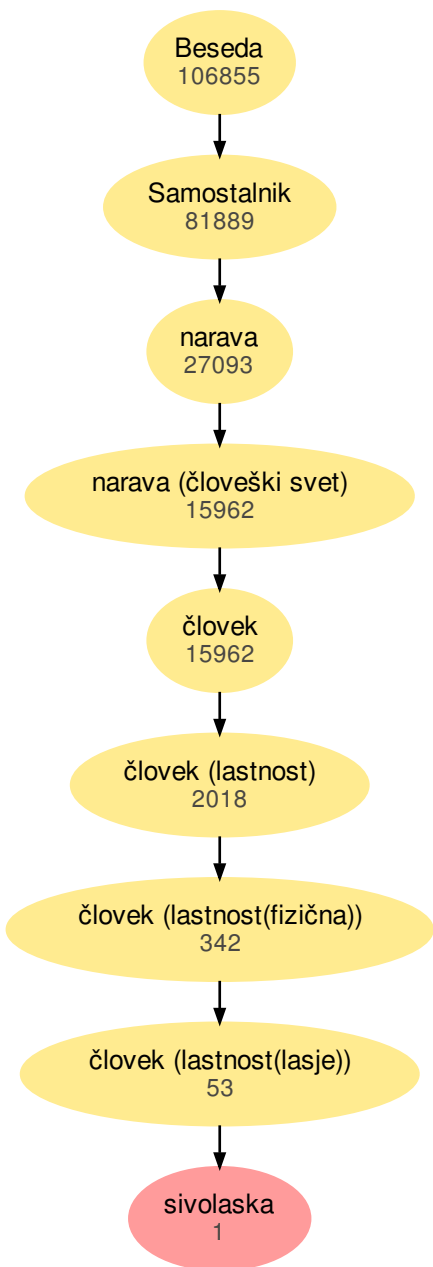 Beseda
106855
Samostalnik
81889
narava
27093
narava (človeški svet)
15962
človek
15962
človek (lastnost)
2018
človek (lastnost(fizična))
342
človek (lastnost(lasje))
53
sivolaska
1